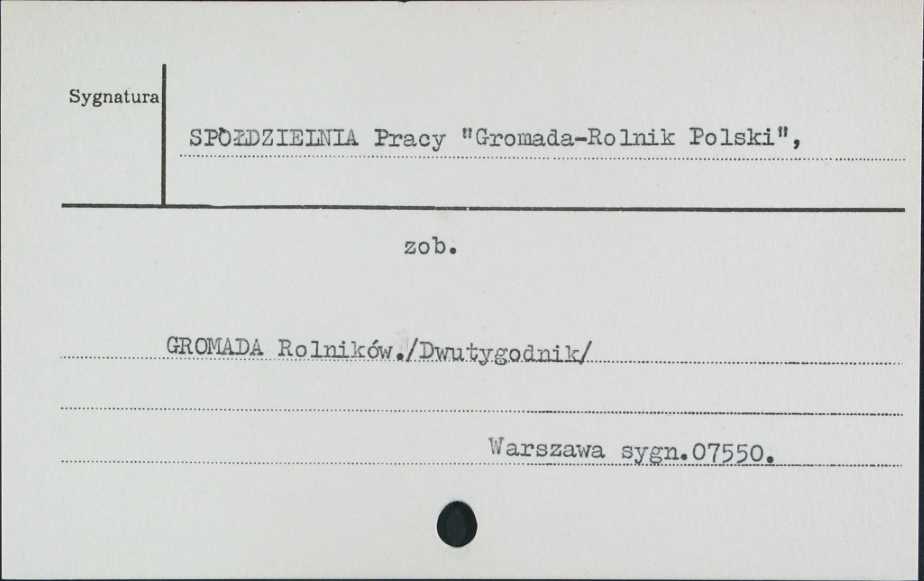 Sygnatura
SPÓŁDZIELNIA Pracy "Gromada-Rolnik Polski",
zob.
GROMADA Rolników./Dwutygodnik/
Warszawa sygn.07550.